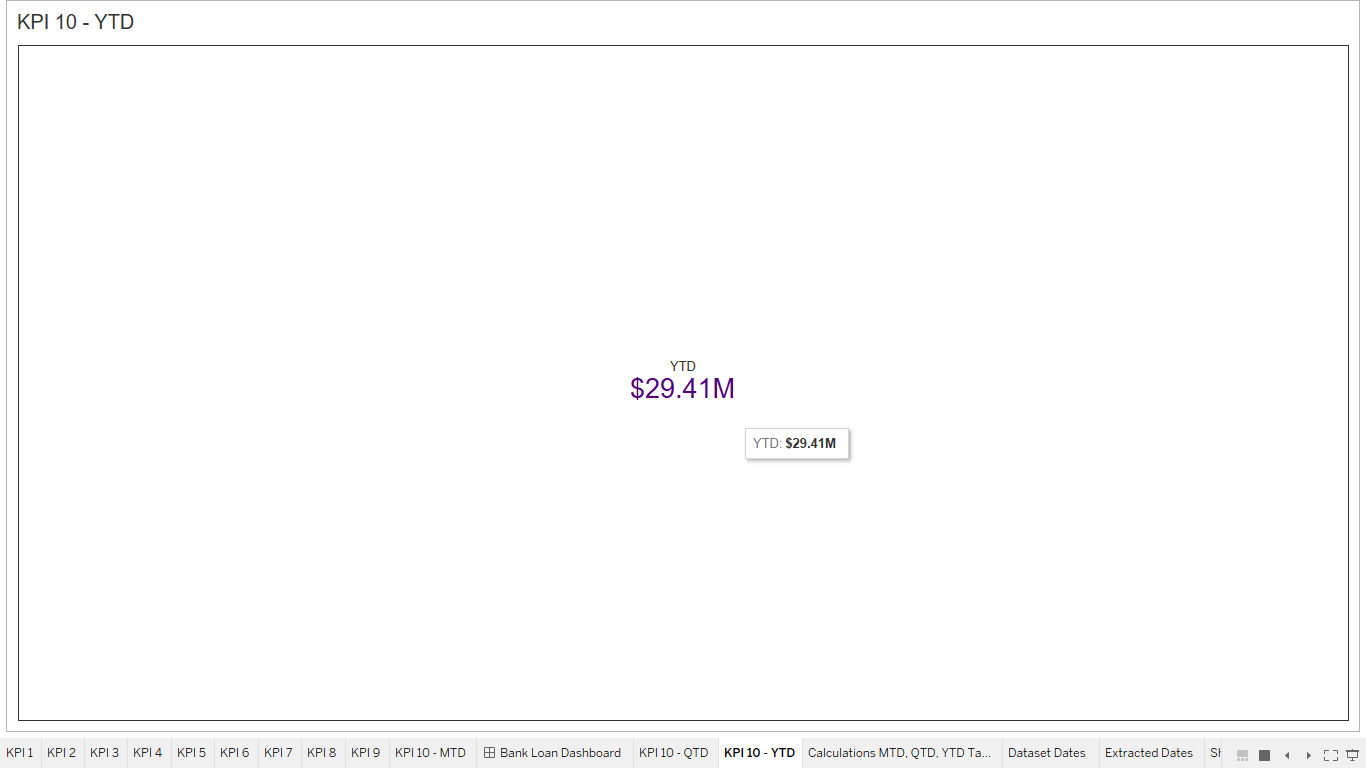 KPI 10 - YTD
YTD
$29.41M
YTD: $29.41M
KPI 1 KPI 2 KPI 3 KPI 4 KPI 5 KPI 6 KPI 7 KPI 8 KPI 9 KPI 10 - MTD Bank Loan Dashboard KPI 10 - QTD KPI 10 - YTD Calculations MTD, QTD, YTD Ta... Dataset Dates Extracted Dates